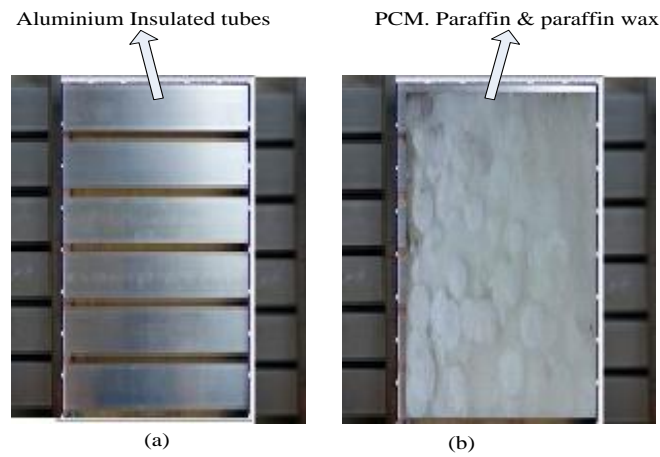 Aluminium Insulated tubes
PCM. Paraffin & paraffin wax
(a)
(b)